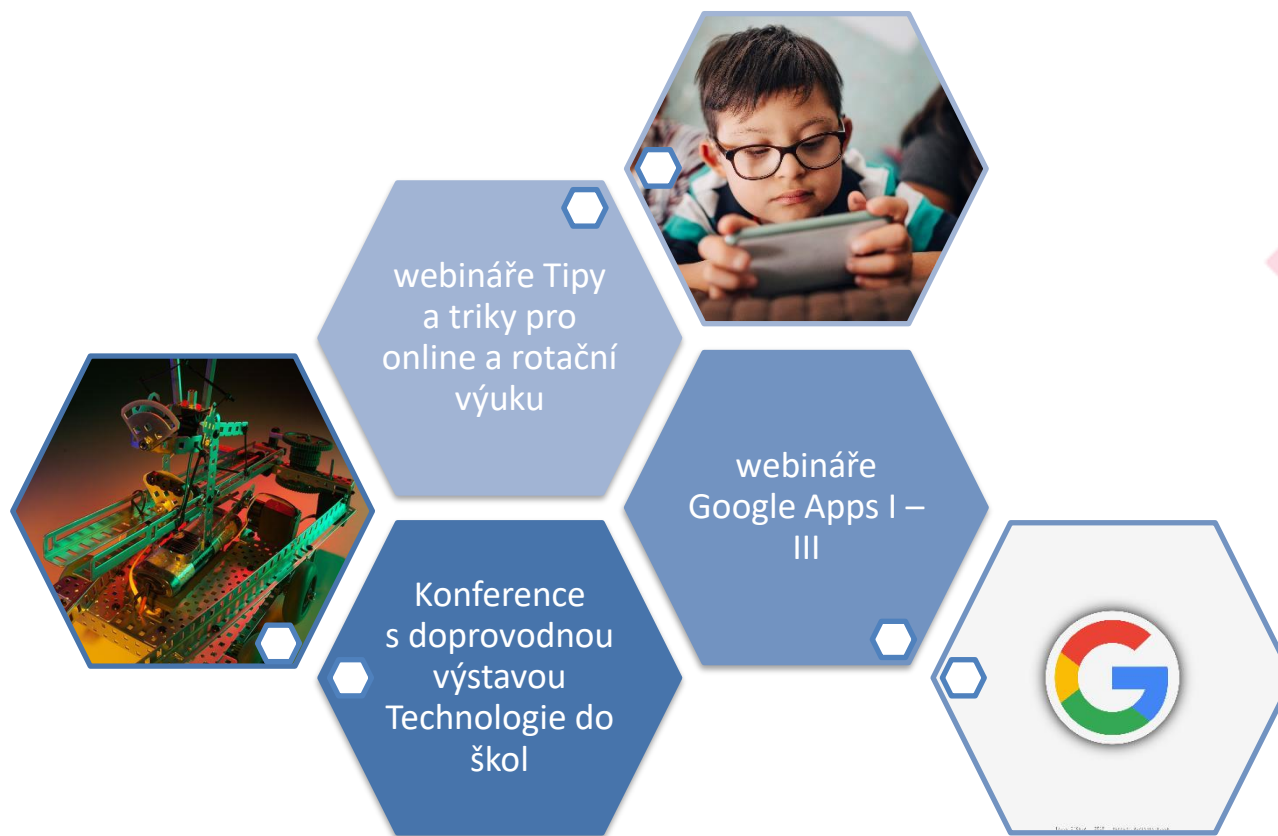 webináře Tipy
a triky pro
online a rotační
výuku
webináře
Google Apps I –
III
Konference
s doprovodnou
výstavou
Technologie do
škol